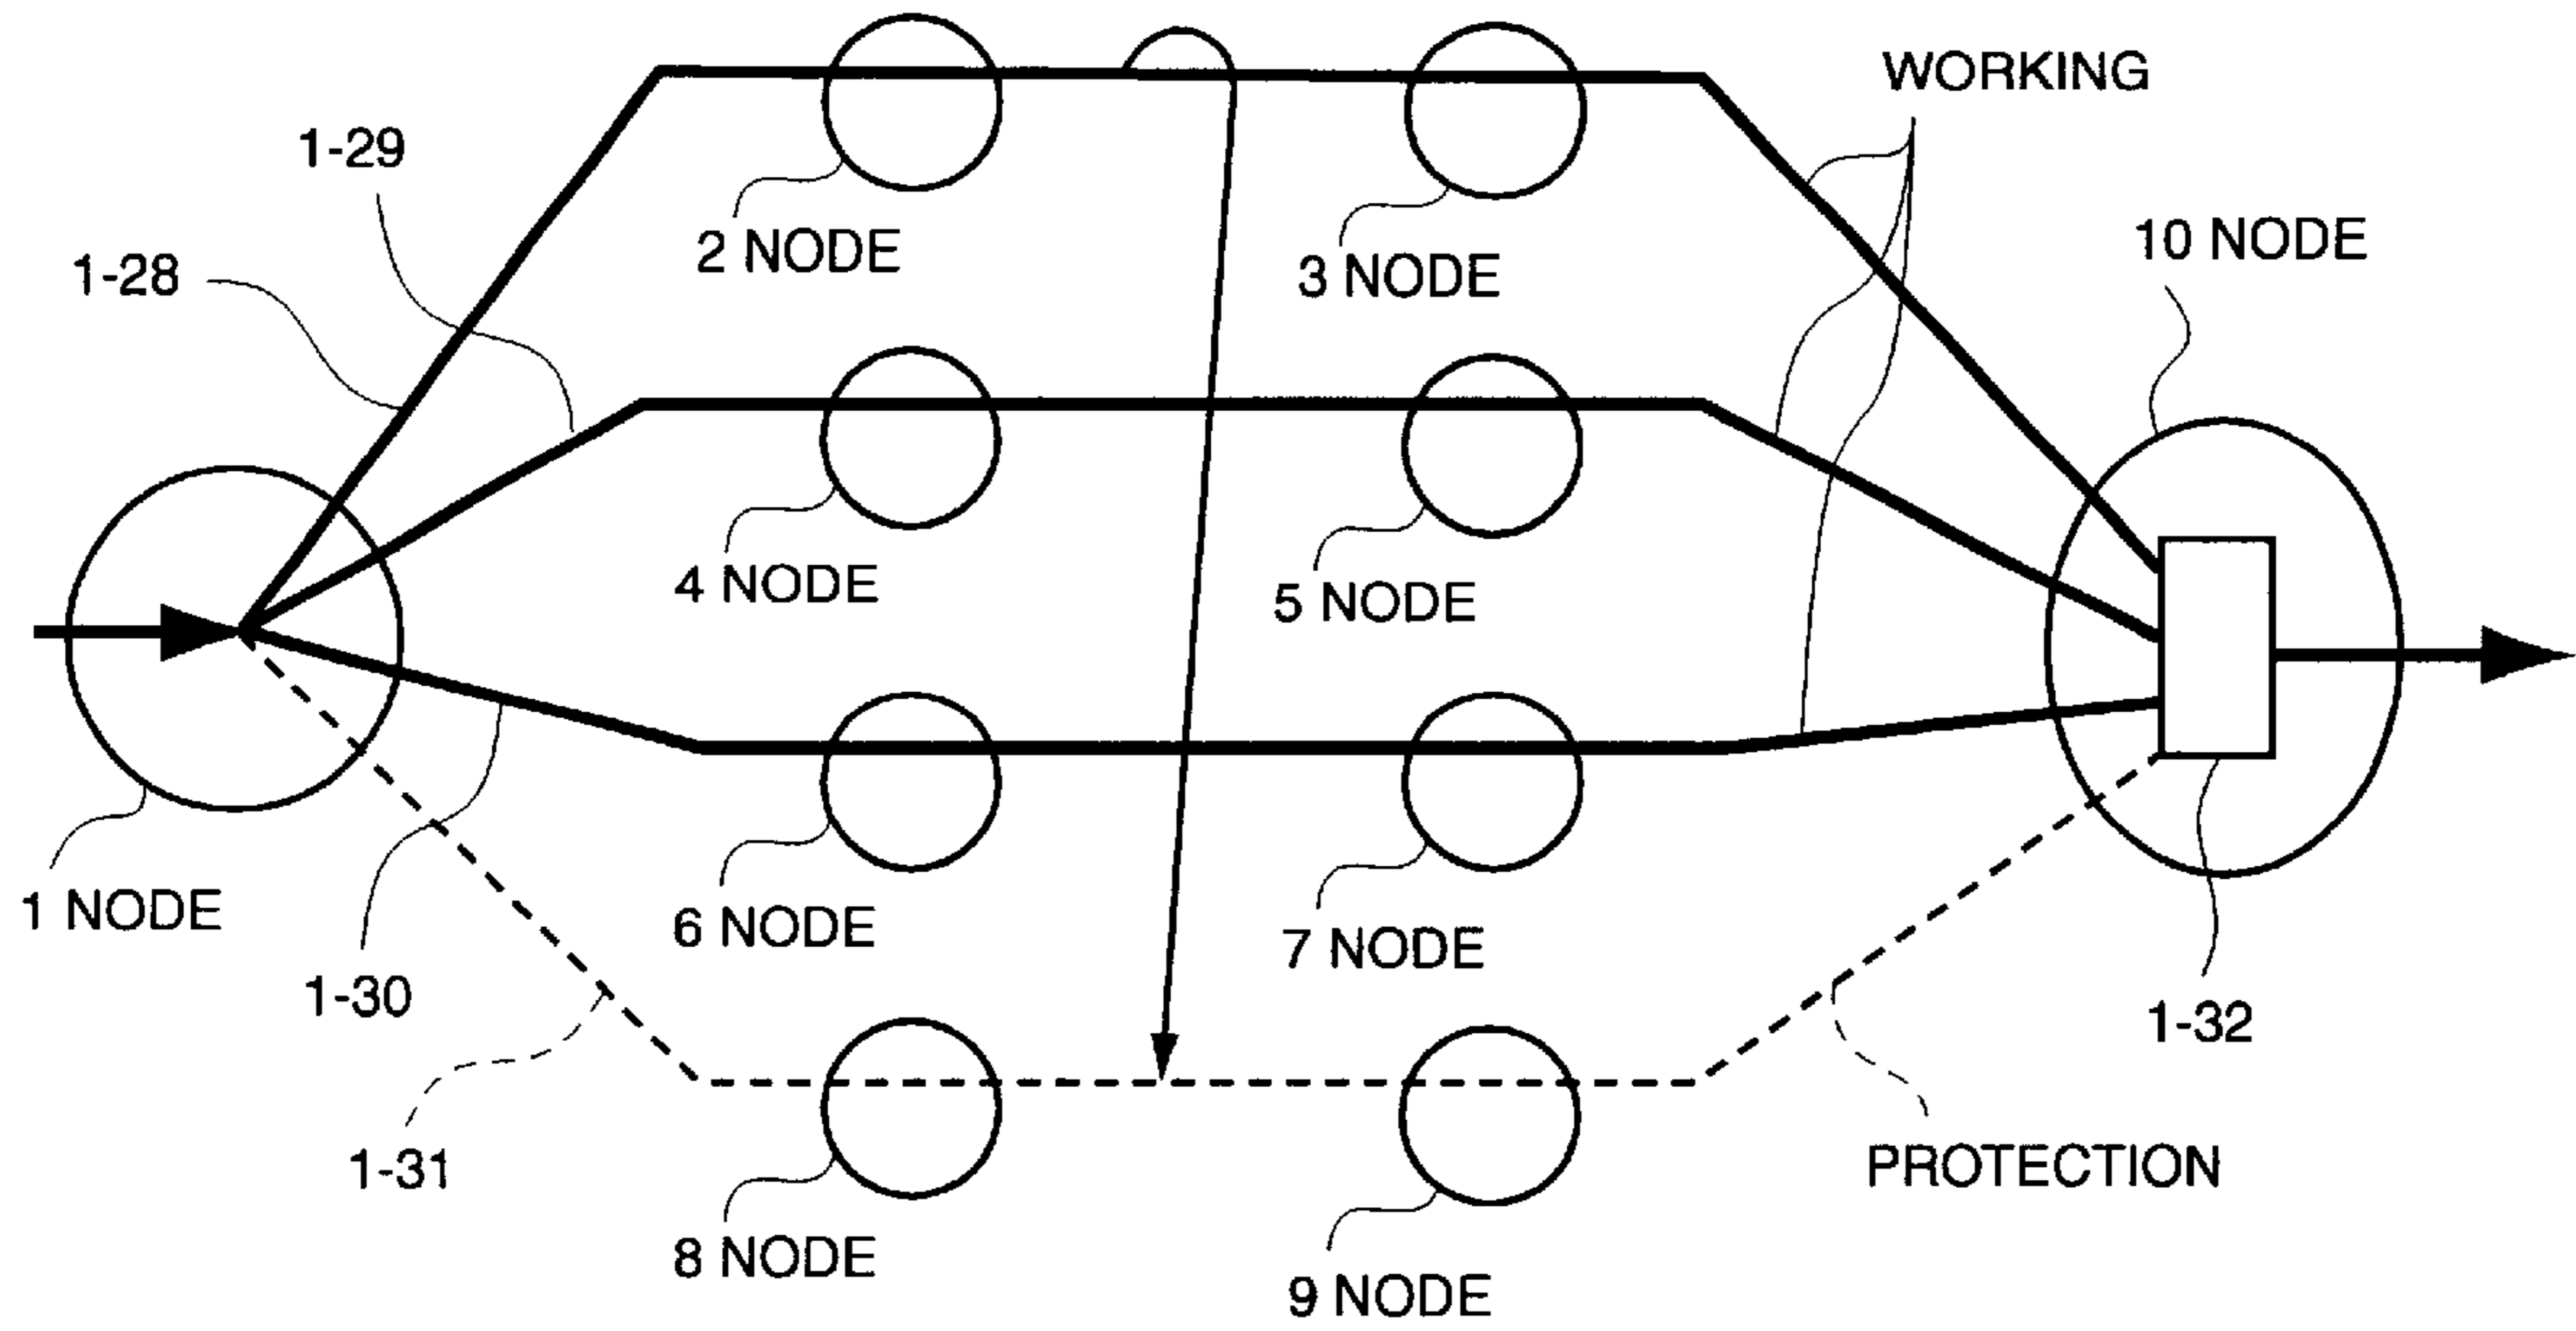 WORKING
1-29
10 NODE
2 NODE
1-28
3 NODE
4 NODE
5 NODE
1 NODE
6 NODE
7 NODE
1-30
1-32
1-31
PROTECTION
8 NODE
9 NODE